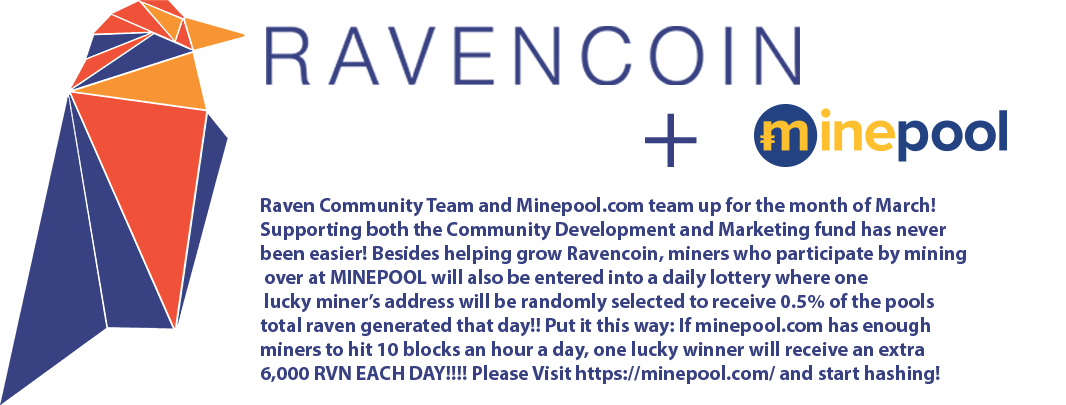 RAVENCOIN
+ minepool
Raven Community Team and Minepool.com team up for the month of March!
Supporting both the Community Development and Marketing fund has never
been easier! Besides helping grow Ravencoin, miners who participate by mining
over at MINEPOOL will also be entered into a daily lottery where one
lucky miner’s address will be randomly selected to receive 0.5% of the pools
total raven generated that day!! Put it this way: If minepool.com has enough
miners to hit 10 blocks an hour a day, one lucky winner will receive an extra
6,000 RVN EACH DAY!!!! Please Visit https://minepool.com/ and start hashing!